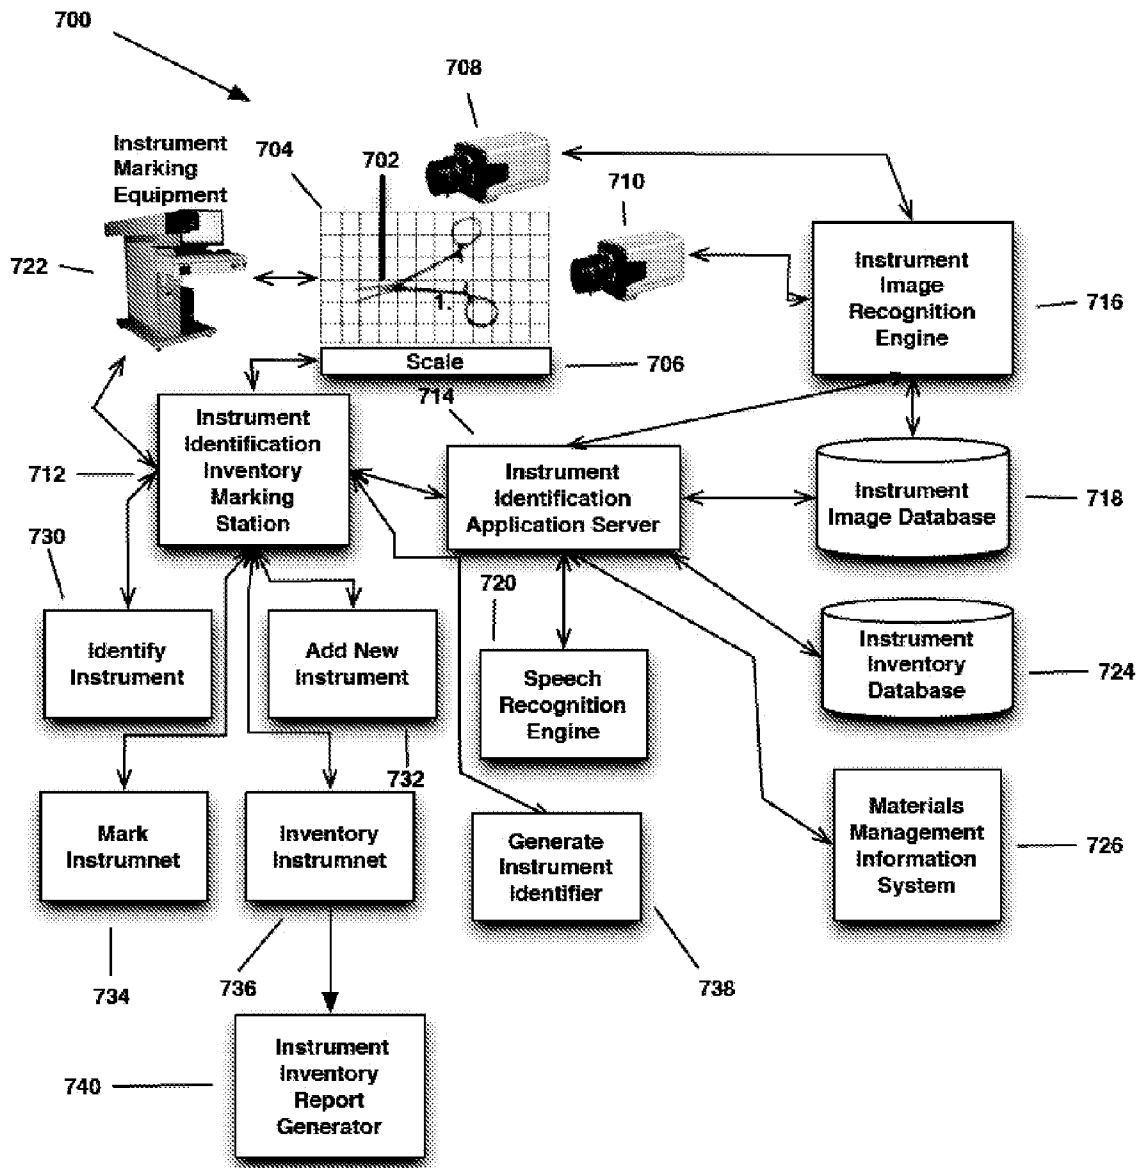 700
708
Instrument
Marking
Equipment
704
702
710
722
1.
Instrument
Image
Recognition
Engine
716
Scale
706
714
Instrument
Identification
Inventory
Marking
Station
712
Instrument
Identification
Application Server
Instrument
Image Database
718
730
720
Identify
Instrument
Add New
Instrument
Speech
Recognition
Engine
Instrument
Inventory
Database
724
732
Mark
Instrumnet
Inventory
Instrumnet
Generate
Instrument
Identifier
Materials
Management
Information
System
726
734
736
738
740
Instrument
Inventory
Report
Generator